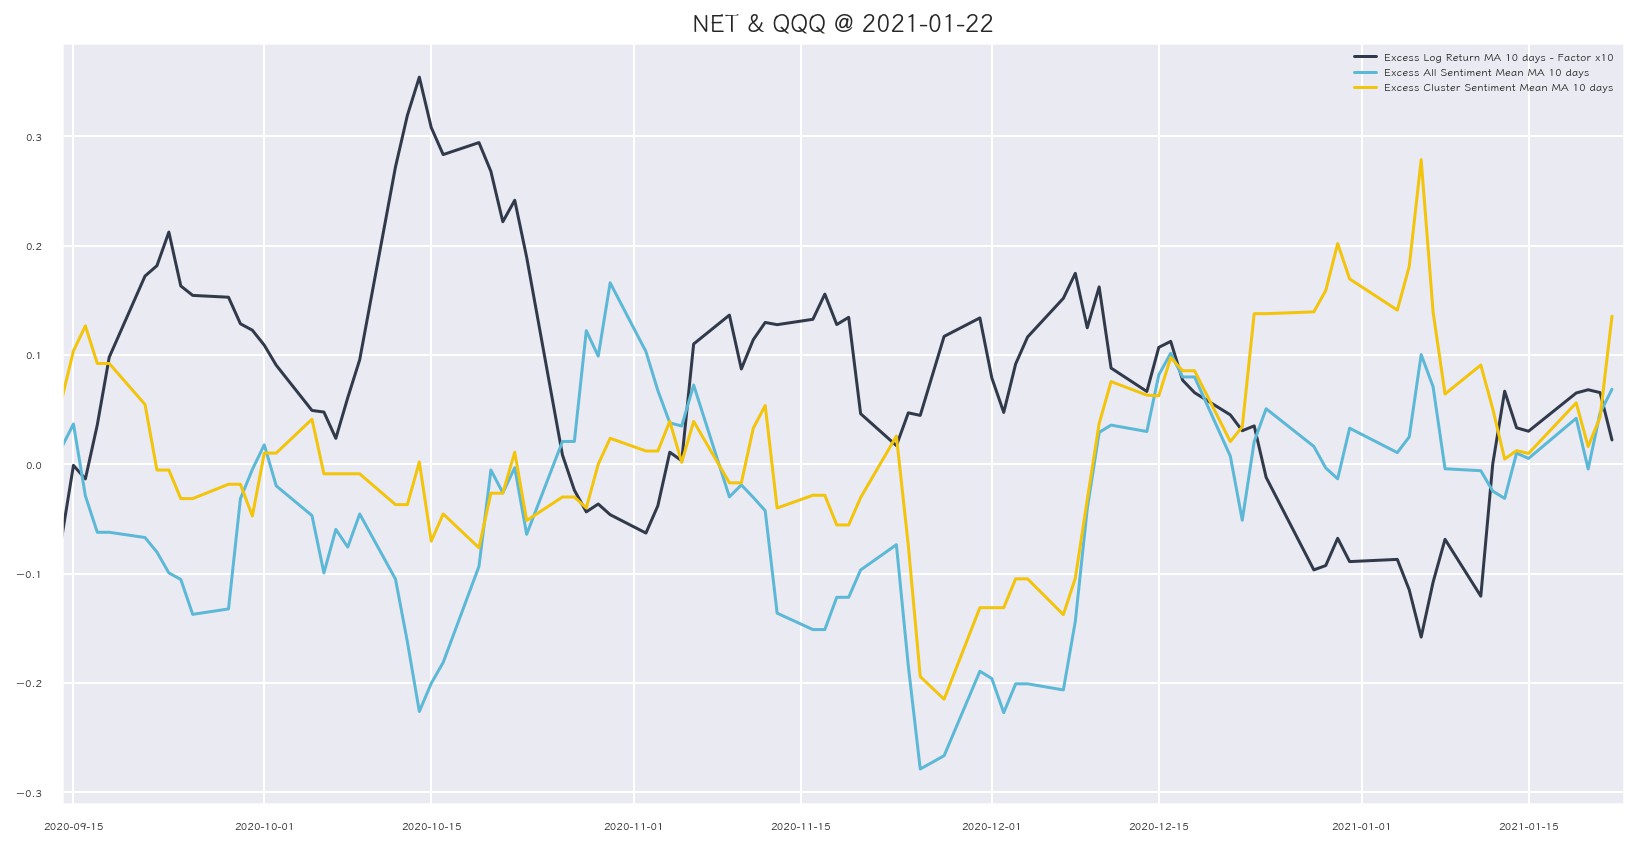 NET & QQQ @ 2021-01-22
Excess Log Return MA 10 days - Factor x10
Excess All Sentiment Mean MA 10 days
Excess Cluster Sentiment Mean MA 10 days
0.3
0.2
0.1
0.0
−0.1
−0.2
−0.3
2020-09-15 2020-10-01 2020-10-15 2020-11-01 2020-11-15 2020-12-01 2020-12-15 2021-01-01 2021-01-15